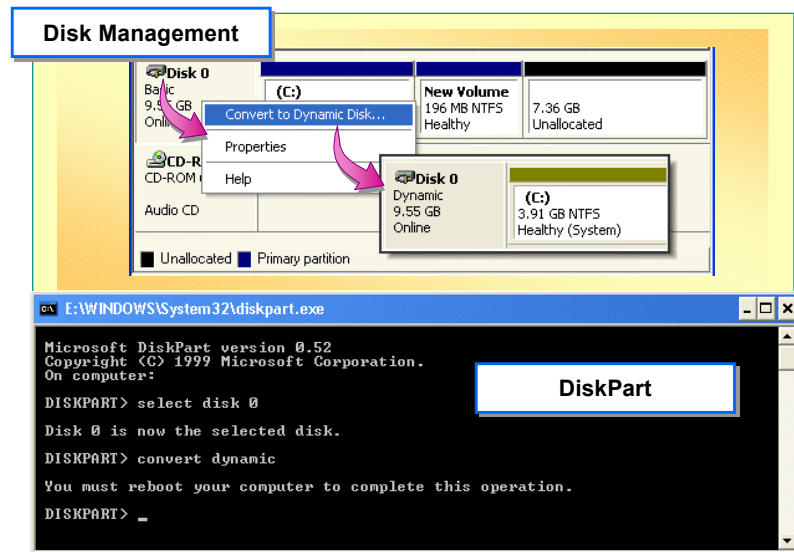 Disk Management
Disk 0
Basic
9.55 GB
(C:)
New Volume
196 MB NTFS
Healthy
7.36 GB
Unallocated
Convert to Dynamic Disk...
Properties
Help
CD-R
CD-ROM
Audio CD
Disk 0
Dynamic
9.55 GB
Online
(C:)
3.91 GB NTFS
Healthy (System)
Unallocated Primary partition
E:\WINDOWS\System32\diskpart.exe
Microsoft DiskPart version 0.52
Copyright (C) 1999 Microsoft Corporation.
On computer:
DISKPART> select disk 0
Disk 0 is now the selected disk.
DISKPART> convert dynamic
You must reboot your computer to complete this operation.
DISKPART> _
DiskPart